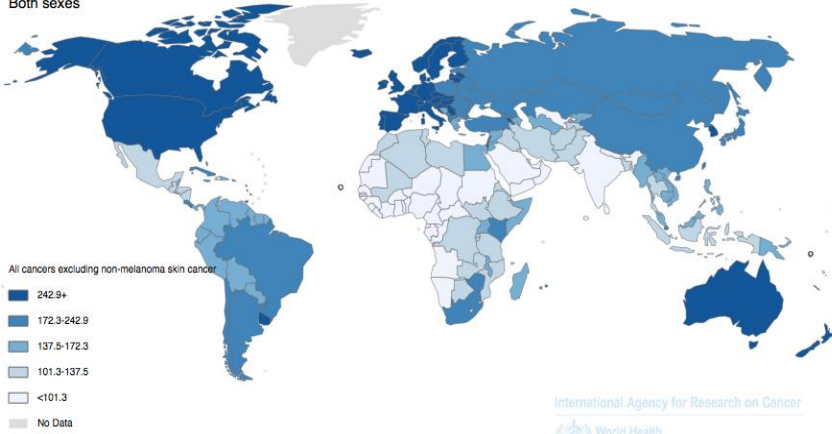 Both sexes
All cancers excluding non-melanoma skin cancer
242.9+
172.3-242.9
137.5-172.3
101.3-137.5
<101.3
No Data
International Agency for Research on Cancer
World Health